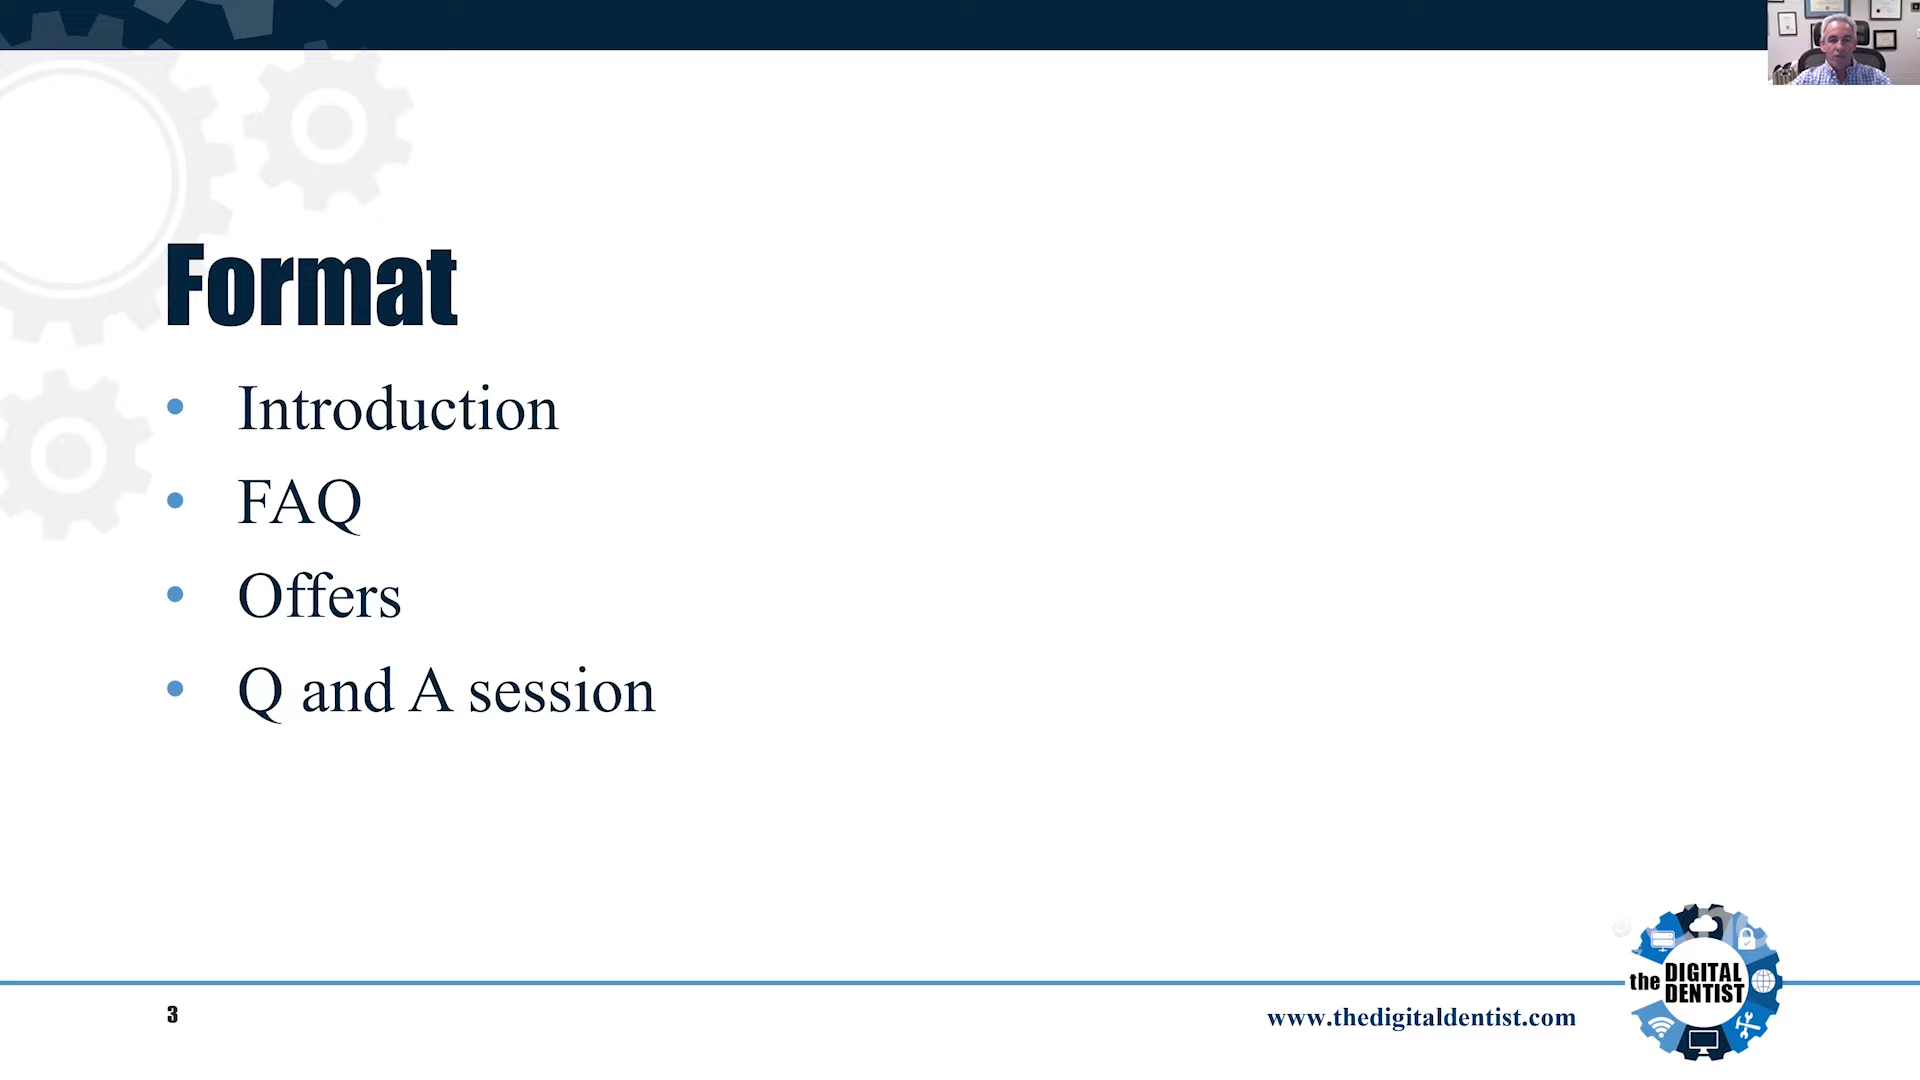 Format
• Introduction
• FAQ
• Offers
• Q and A session
3
www.thedigitaldentist.com
the DIGITAL
DENTIST